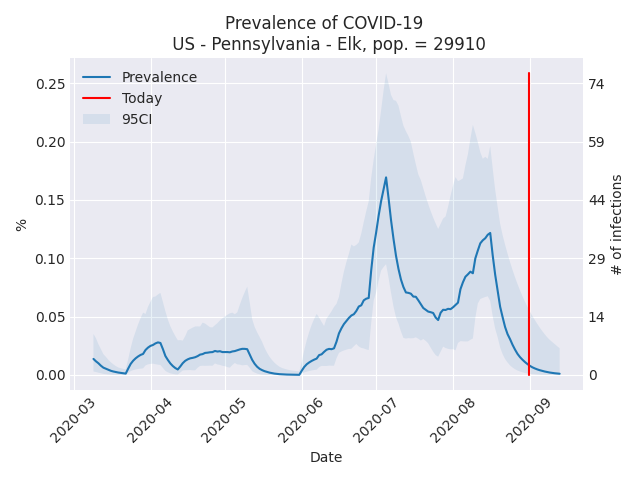 Prevalence of COVID-19
US - Pennsylvania - Elk, pop. = 29910
Prevalence
Today
95CI
0.25
0.20
0.15
0.10
0.05
0.00
%
74
59
44
29
14
0
# of infections
2020-03
2020-04
2020-05
2020-06
2020-07
2020-08
2020-09
Date